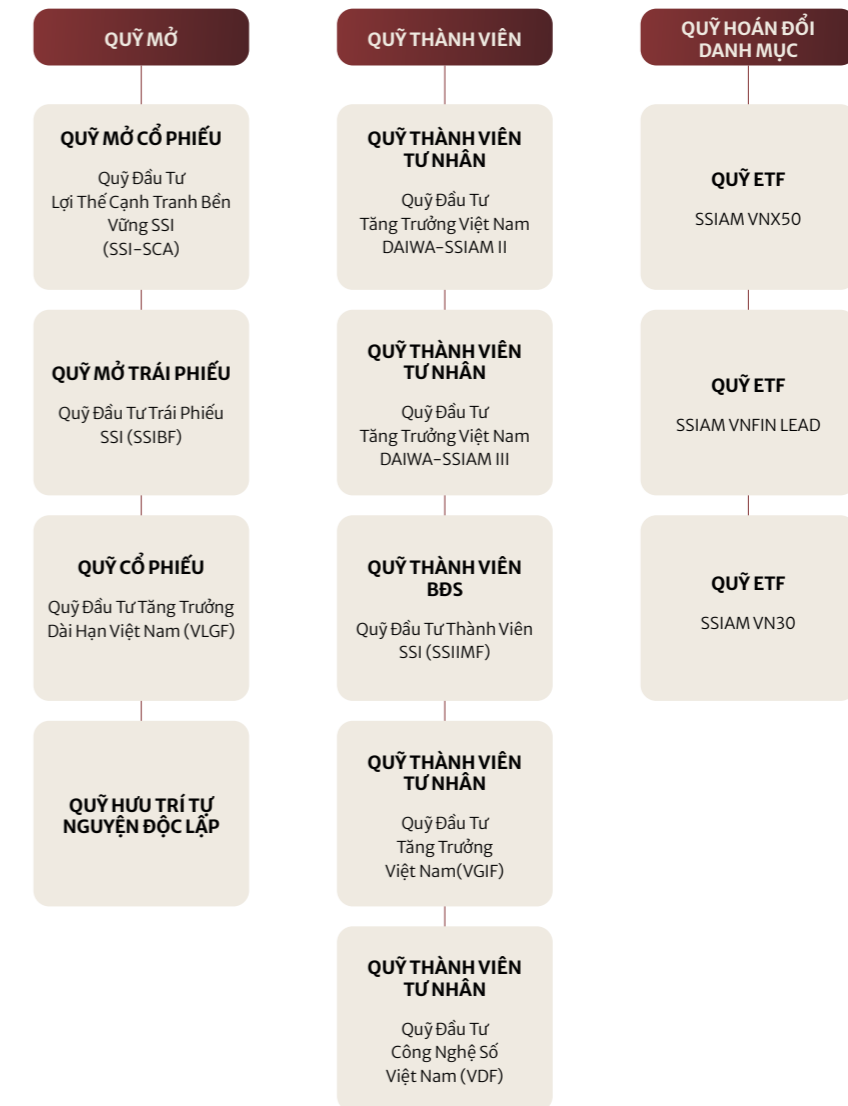 QUỸ MỞ
QUỸ MỞ CỔ PHIẾU
Quỹ Đầu Tư
Lợi Thế Cạnh Tranh Bền
Vững SSI
(SSI-SCA)
QUỸ MỞ TRÁI PHIẾU
Quỹ Đầu Tư Trái Phiếu
SSI (SSIBF)
QUỸ CỔ PHIẾU
Quỹ Đầu Tư Tăng Trưởng
Dài Hạn Việt Nam (VLGF)
QUỸ HƯU TRÍ TỰ
NGUYỆN ĐỘC LẬP
QUỸ THÀNH VIÊN
QUỸ THÀNH VIÊN
TƯ NHÂN
Quỹ Đầu Tư
Tăng Trưởng Việt Nam
DAIWA-SSIAM II
QUỸ THÀNH VIÊN
TƯ NHÂN
Quỹ Đầu Tư
Tăng Trưởng Việt Nam
DAIWA-SSIAM III
QUỸ THÀNH VIÊN
BĐS
Quỹ Đầu Tư Thành Viên
SSI (SSIIMF)
QUỸ THÀNH VIÊN
TƯ NHÂN
Quỹ Đầu Tư
Tăng Trưởng
Việt Nam(VGIF)
QUỸ THÀNH VIÊN
TƯ NHÂN
Quỹ Đầu Tư
Công Nghệ Số
Việt Nam (VDF)
QUỸ HOÁN ĐỔI
DANH MỤC
QUỸ ETF
SSIAM VNX50
QUỸ ETF
SSIAM VNFIN LEAD
QUỸ ETF
SSIAM VN30